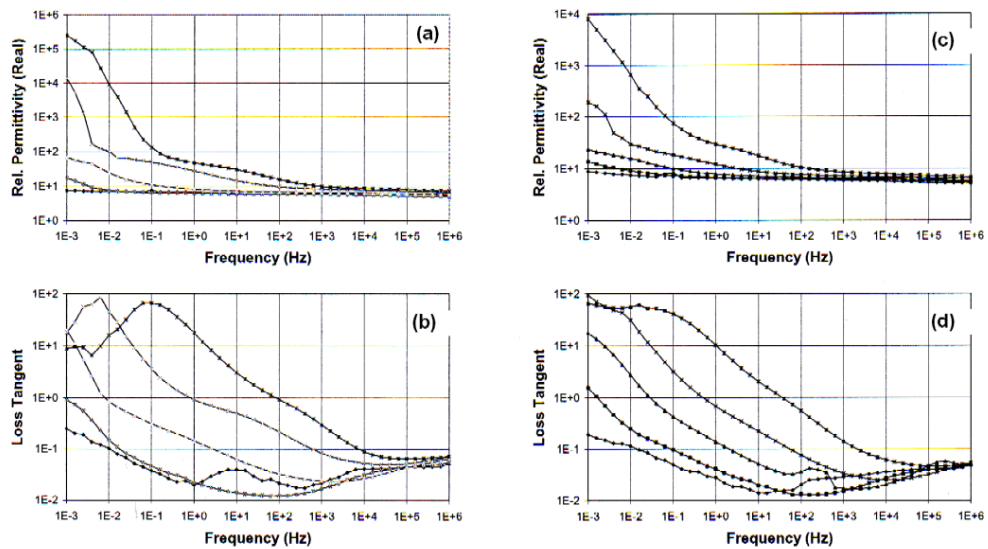 (a)
Rel. Permittivity (Real)
1E+6
1E+5
1E+4
1E+3
1E+2
1E+1
1E+0
1E-3 1E-2 1E-1 1E+0 1E+1 1E+2 1E+3 1E+4 1E+5 1E+6
Frequency (Hz)
(c)
Rel. Permittivity (Real)
1E+4
1E+3
1E+2
1E+1
1E+0
1E-3 1E-2 1E-1 1E+0 1E+1 1E+2 1E+3 1E+4 1E+5 1E+6
Frequency (Hz)
(b)
Loss Tangent
1E+2
1E+1
1E+0
1E-1
1E-2
1E-3 1E-2 1E-1 1E+0 1E+1 1E+2 1E+3 1E+4 1E+5 1E+6
Frequency (Hz)
(d)
Loss Tangent
1E+2
1E+1
1E+0
1E-1
1E-2
1E-3 1E-2 1E-1 1E+0 1E+1 1E+2 1E+3 1E+4 1E+5 1E+6
Frequency (Hz)